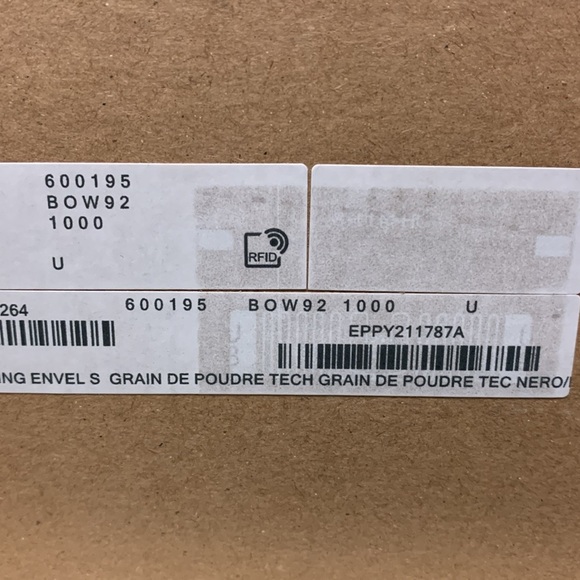 600195
BOW92
1000
U
RFID
264
600195 BOW92 1000 U
EPPY211787A
ING ENVEL S GRAIN DE POUDRE TECH GRAIN DE POUDRE TEC NERO/